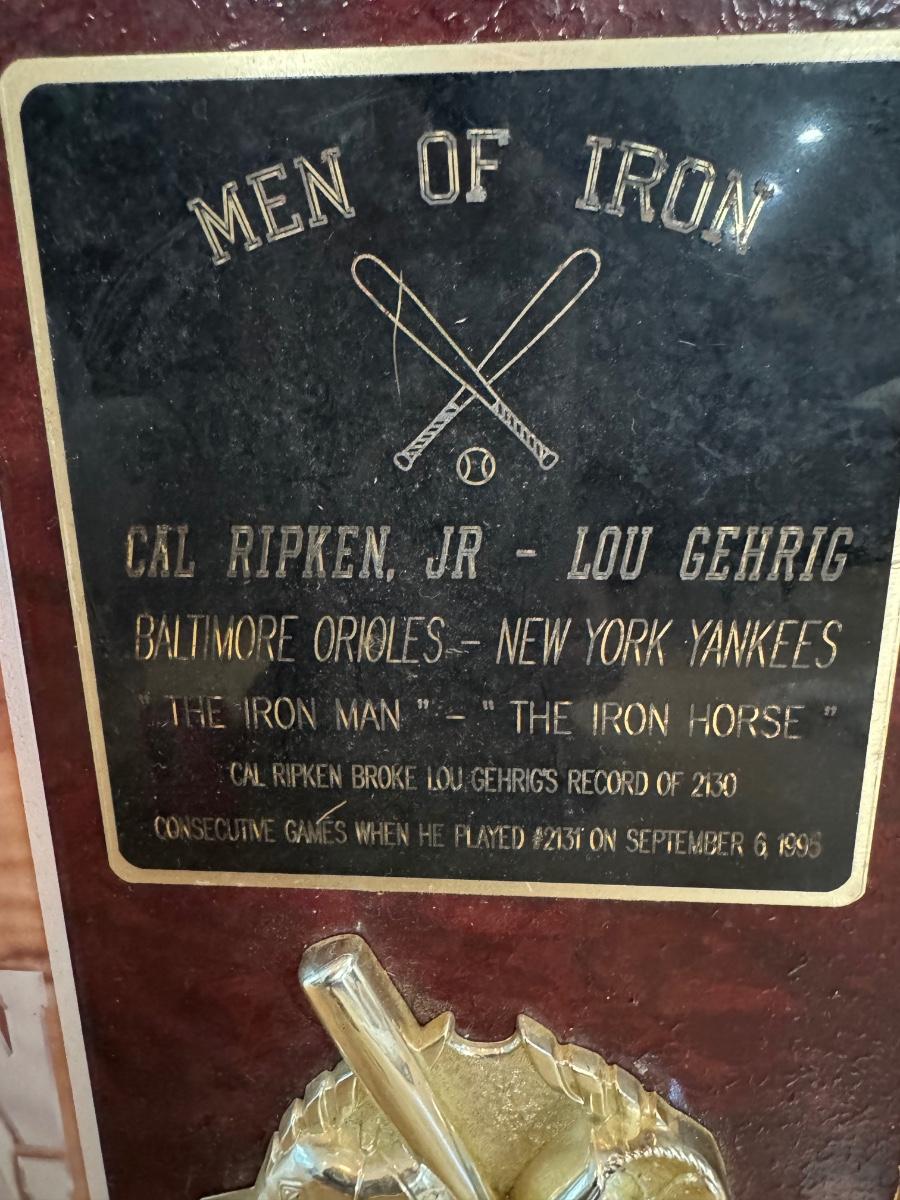 MEN OF IRON
CAL RIPKEN, JR - LOU GEHRIG
BALTIMORE ORIOLES - NEW YORK YANKEES
" THE IRON MAN " - " THE IRON HORSE "
CAL RIPKEN BROKE LOU GEHRIG'S RECORD OF 2130
CONSECUTIVE GAMES WHEN HE PLAYED #2131 ON SEPTEMBER 6, 1995